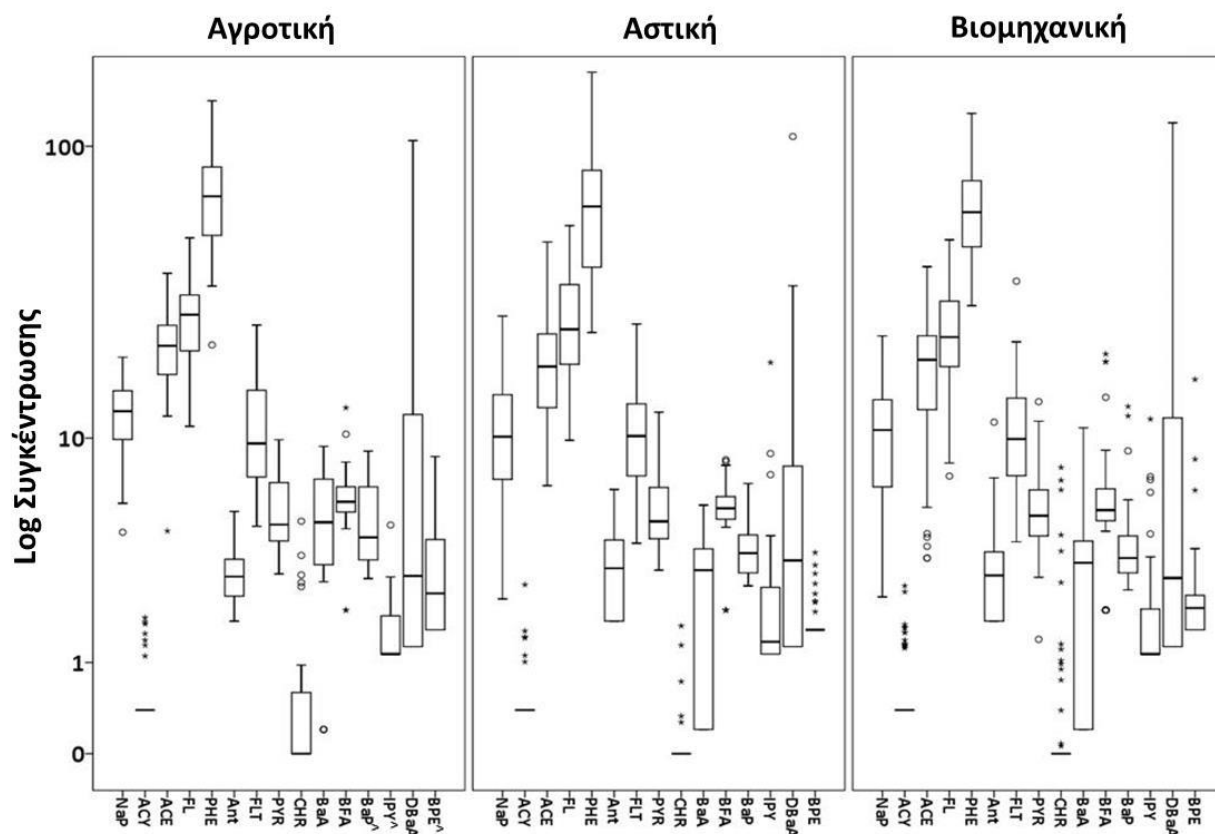 Αγροτική
Αστική
Βιομηχανική
Log Συγκέντρωσης
100
10
1
0
NaP
ACY
ACE
FL
PHE
Ant
FLT
PYR
CHR
BaA
BFA
BaP^
IPY^
DBaA
BPE^
NaP
ACY
ACE
FL
PHE
Ant
FLT
PYR
CHR
BaA
BFA
BaP
IPY
DBaA
BPE
NaP
ACY
ACE
FL
PHE
Ant
FLT
PYR
CHR
BaA
BFA
BaP
IPY
DBaA
BPE